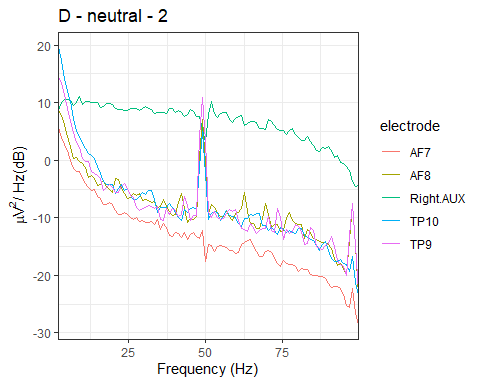 D - neutral - 2
μV²/ Hz(dB)
20
10
0
-10
-20
-30
25
50
75
Frequency (Hz)
electrode
AF7
AF8
Right.AUX
TP10
TP9